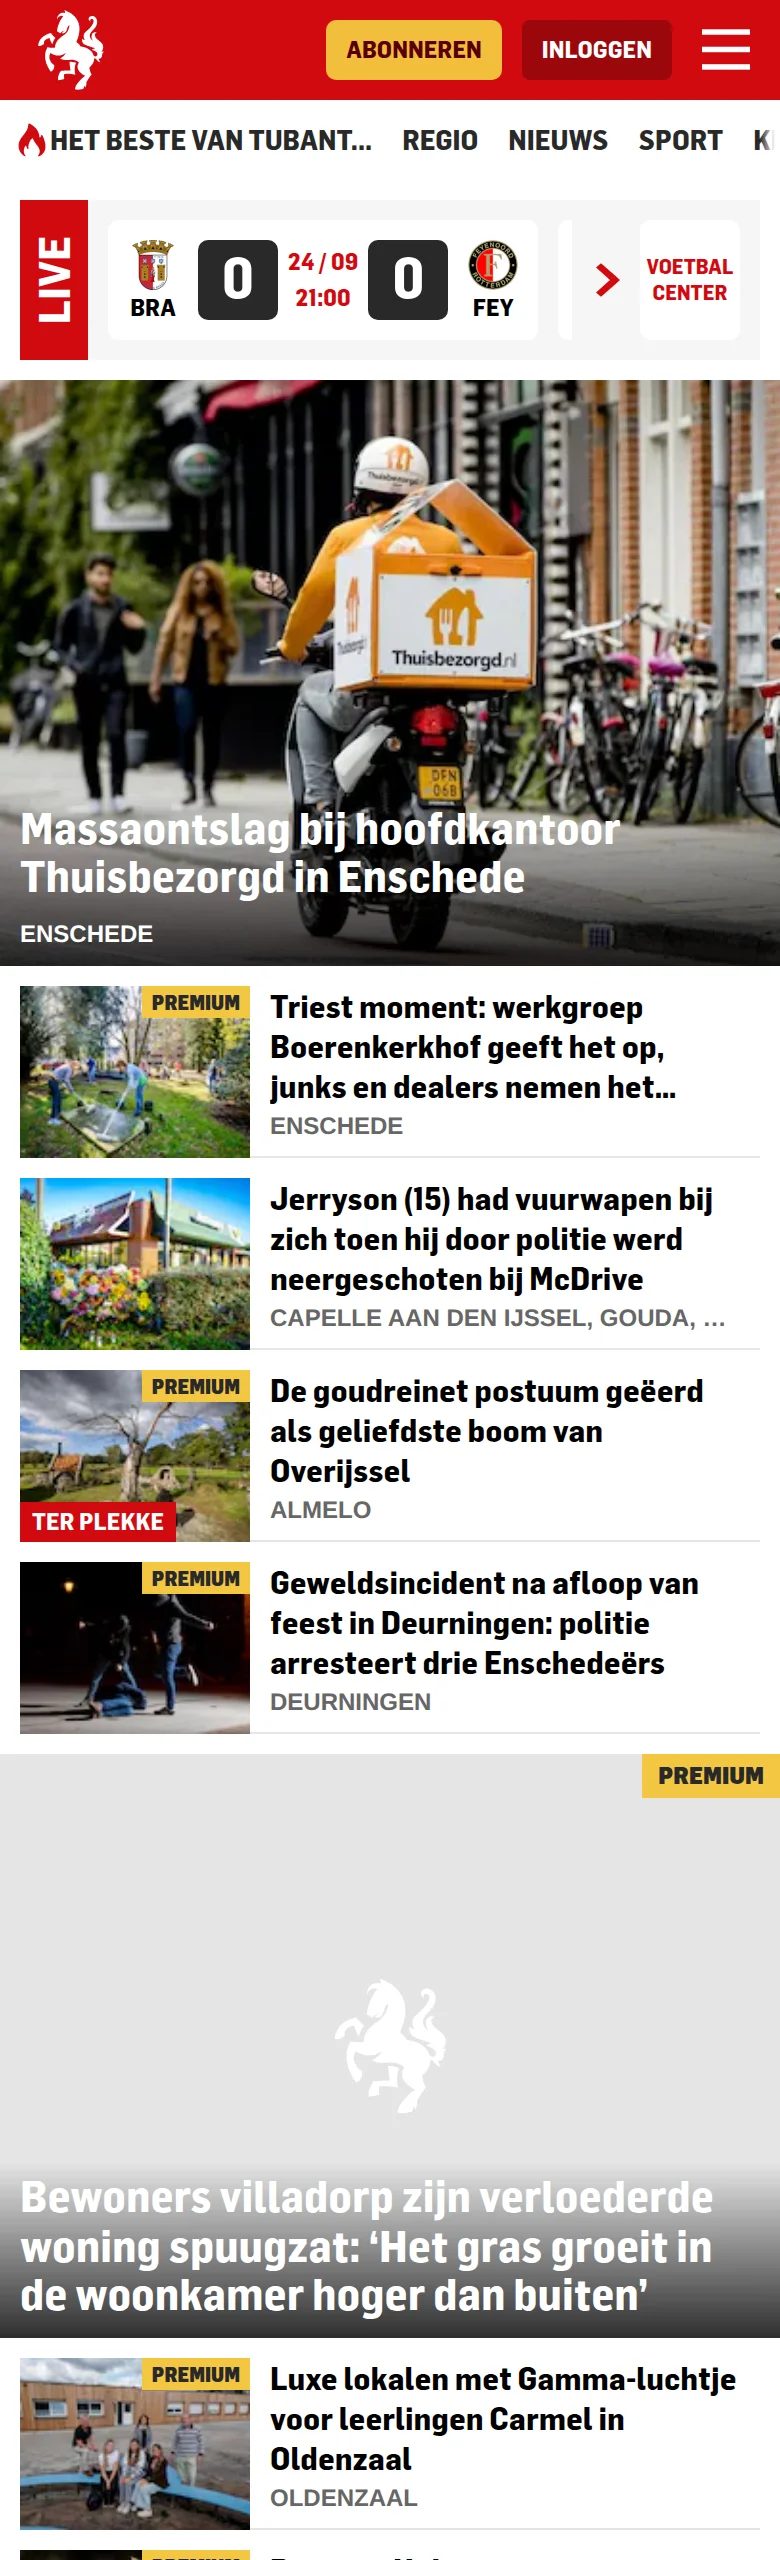 ABONNEREN
INLOGGEN
HET BESTE VAN TUBANT...
REGIO
NIEUWS
SPORT
LIVE
BRA
0
24 / 09
21:00
0
FEYENOORD
ROTTERDAM
FEY
VOETBAL
CENTER
Thuisbezorgd
Thuisbezorgd.nl
DFN
06B
Massaontslag bij hoofdkantoor
Thuisbezorgd in Enschede
ENSCHEDE
PREMIUM
Triest moment: werkgroep
Boerenkerkhof geeft het op,
junks en dealers nemen het...
ENSCHEDE
Jerryson (15) had vuurwapen bij
zich toen hij door politie werd
neergeschoten bij McDrive
CAPELLE AAN DEN IJSSEL, GOUDA, ...
PREMIUM
TER PLEKKE
De goudreinet postuum geëerd
als geliefdste boom van
Overijssel
ALMELO
PREMIUM
Geweldsincident na afloop van
feest in Deurningen: politie
arresteert drie Enschedeërs
DEURNINGEN
PREMIUM
Bewoners villadorp zijn verloederde
woning spuugzat: ‘Het gras groeit in
de woonkamer hoger dan buiten’
PREMIUM
Luxe lokalen met Gamma-luchtje
voor leerlingen Carmel in
Oldenzaal
OLDENZAAL